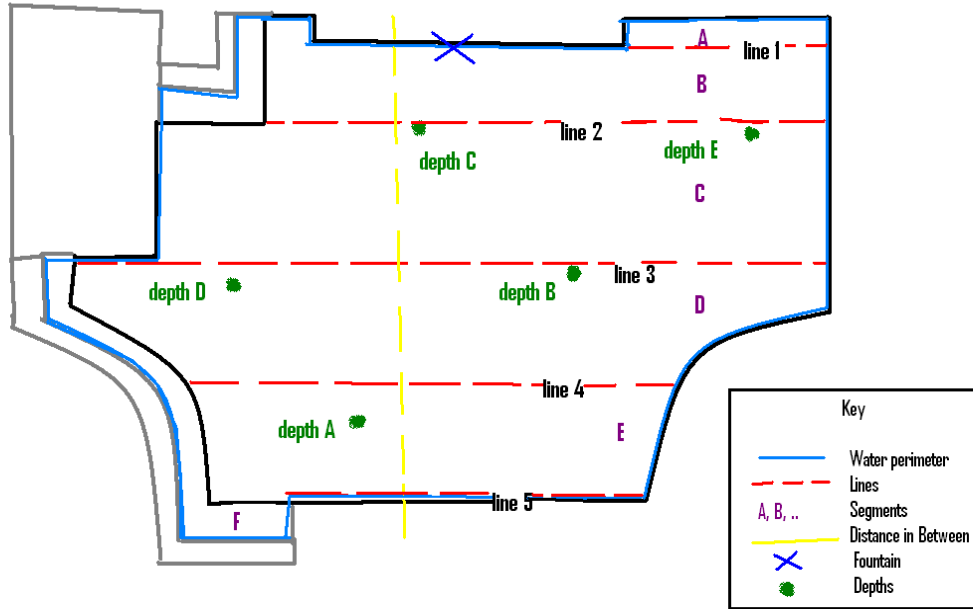 A
line 1
B
line 2
depth C
depth E
C
line 3
depth D
depth B
D
line 4
depth A
E
line 5
F
Key
Water perimeter
Lines
A, B, .. Segments
Distance in Between
Fountain
Depths